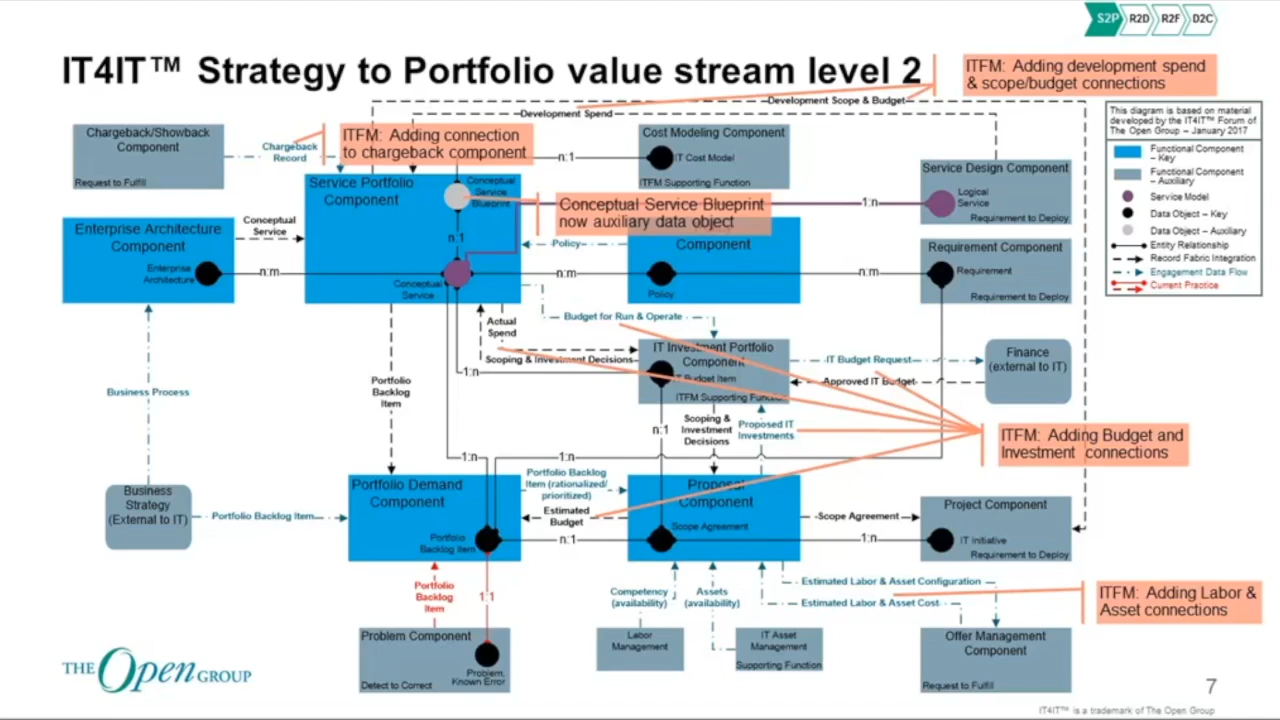 S2P R2D R2F D2C
IT4IT™ Strategy to Portfolio value stream level 2
ITFM: Adding development spend
& scope/budget connections
Development Scope & Budget
Development Spend
This diagram is based on material
developed by the IT4IT™ Forum of
The Open Group – January 2017
Functional Component
– Key
Functional Component
– Auxiliary
Service Model
Data Object – Key
Data Object – Auxiliary
Entity Relationship
Record Fabric Integration
Engagement Data Flow
Current Practice
Chargeback/Showback
Component
Request to Fulfill
Chargeback
Record
ITFM: Adding connection
to chargeback component
n:1
Cost Modeling Component
IT Cost Model
ITFM Supporting Function
Service Design Component
Logical
Service
Requirement to Deploy
Service Portfolio
Component
Conceptual
Service
Blueprint
n:1
Conceptual
Service
Conceptual Service Blueprint
now auxiliary data object
1:n
Enterprise Architecture
Component
Enterprise
Architecture
Conceptual
Service
n:m
Policy
n:m
Component
Policy
n:m
Requirement Component
Requirement
Requirement to Deploy
Budget for Run & Operate
Actual
Spend
Scoping & Investment Decisions
1:n
IT Investment Portfolio
Component
IT Budget Item
ITFM Supporting Function
IT Budget Request
Approved IT Budget
Finance
(external to IT)
Business Process
Portfolio
Backlog
Item
n:1
Scoping &
Investment
Decisions
Proposed IT
Investments
ITFM: Adding Budget and
Investment connections
1:n
1:n
Business
Strategy
(External to IT)
Portfolio Backlog Item
Portfolio Demand
Component
Portfolio
Backlog Item
Portfolio Backlog
Item (rationalized/
prioritized)
Estimated
Budget
n:1
Proposal
Component
Scope Agreement
Scope Agreement
1:n
Project Component
IT Initiative
Requirement to Deploy
Portfolio
Backlog
Item
1:1
Competency
(availability)
Assets
(availability)
Estimated Labor & Asset Configuration
Estimated Labor & Asset Cost
ITFM: Adding Labor &
Asset connections
Problem Component
Problem,
Known Error
Detect to Correct
Labor
Management
IT Asset
Management
Supporting Function
Offer Management
Component
Request to Fulfill
THE Open GROUP
7
IT4IT™ is a trademark of The Open Group